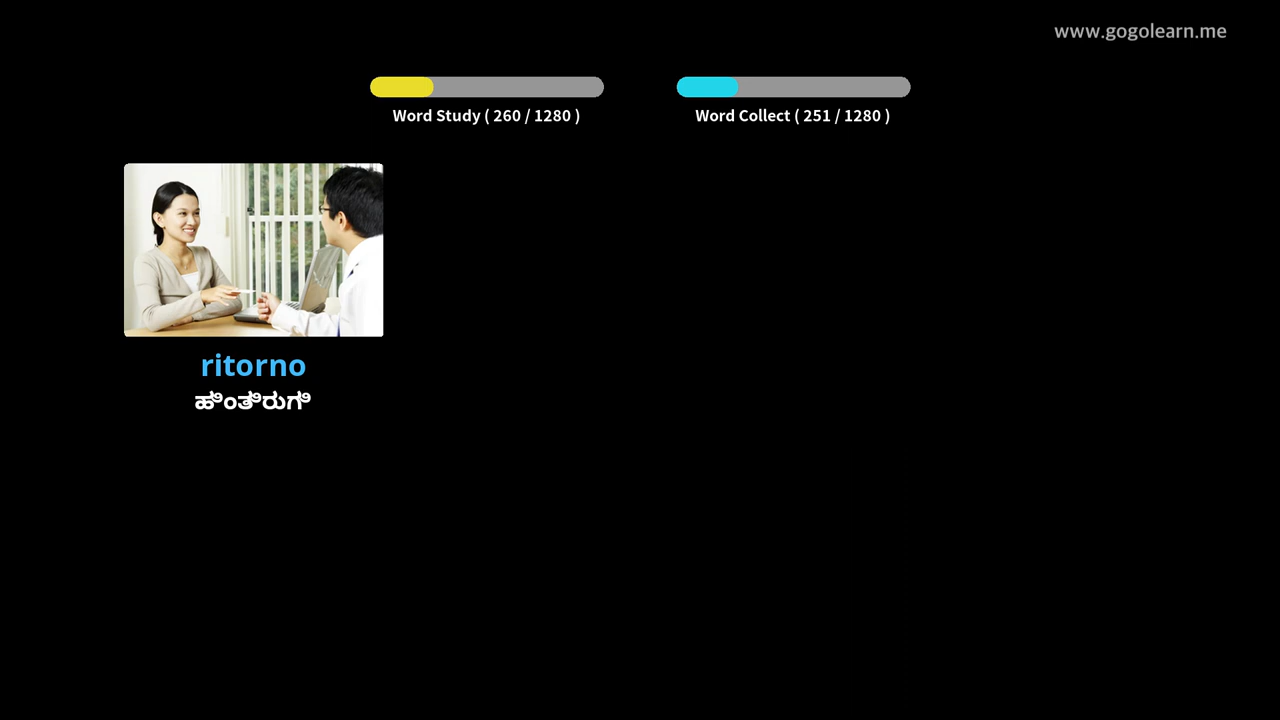 www.gogolearn.me
Word Study ( 260 / 1280 )
Word Collect ( 251 / 1280 )
ritorno
ಹಿಂತಿರುಗಿ